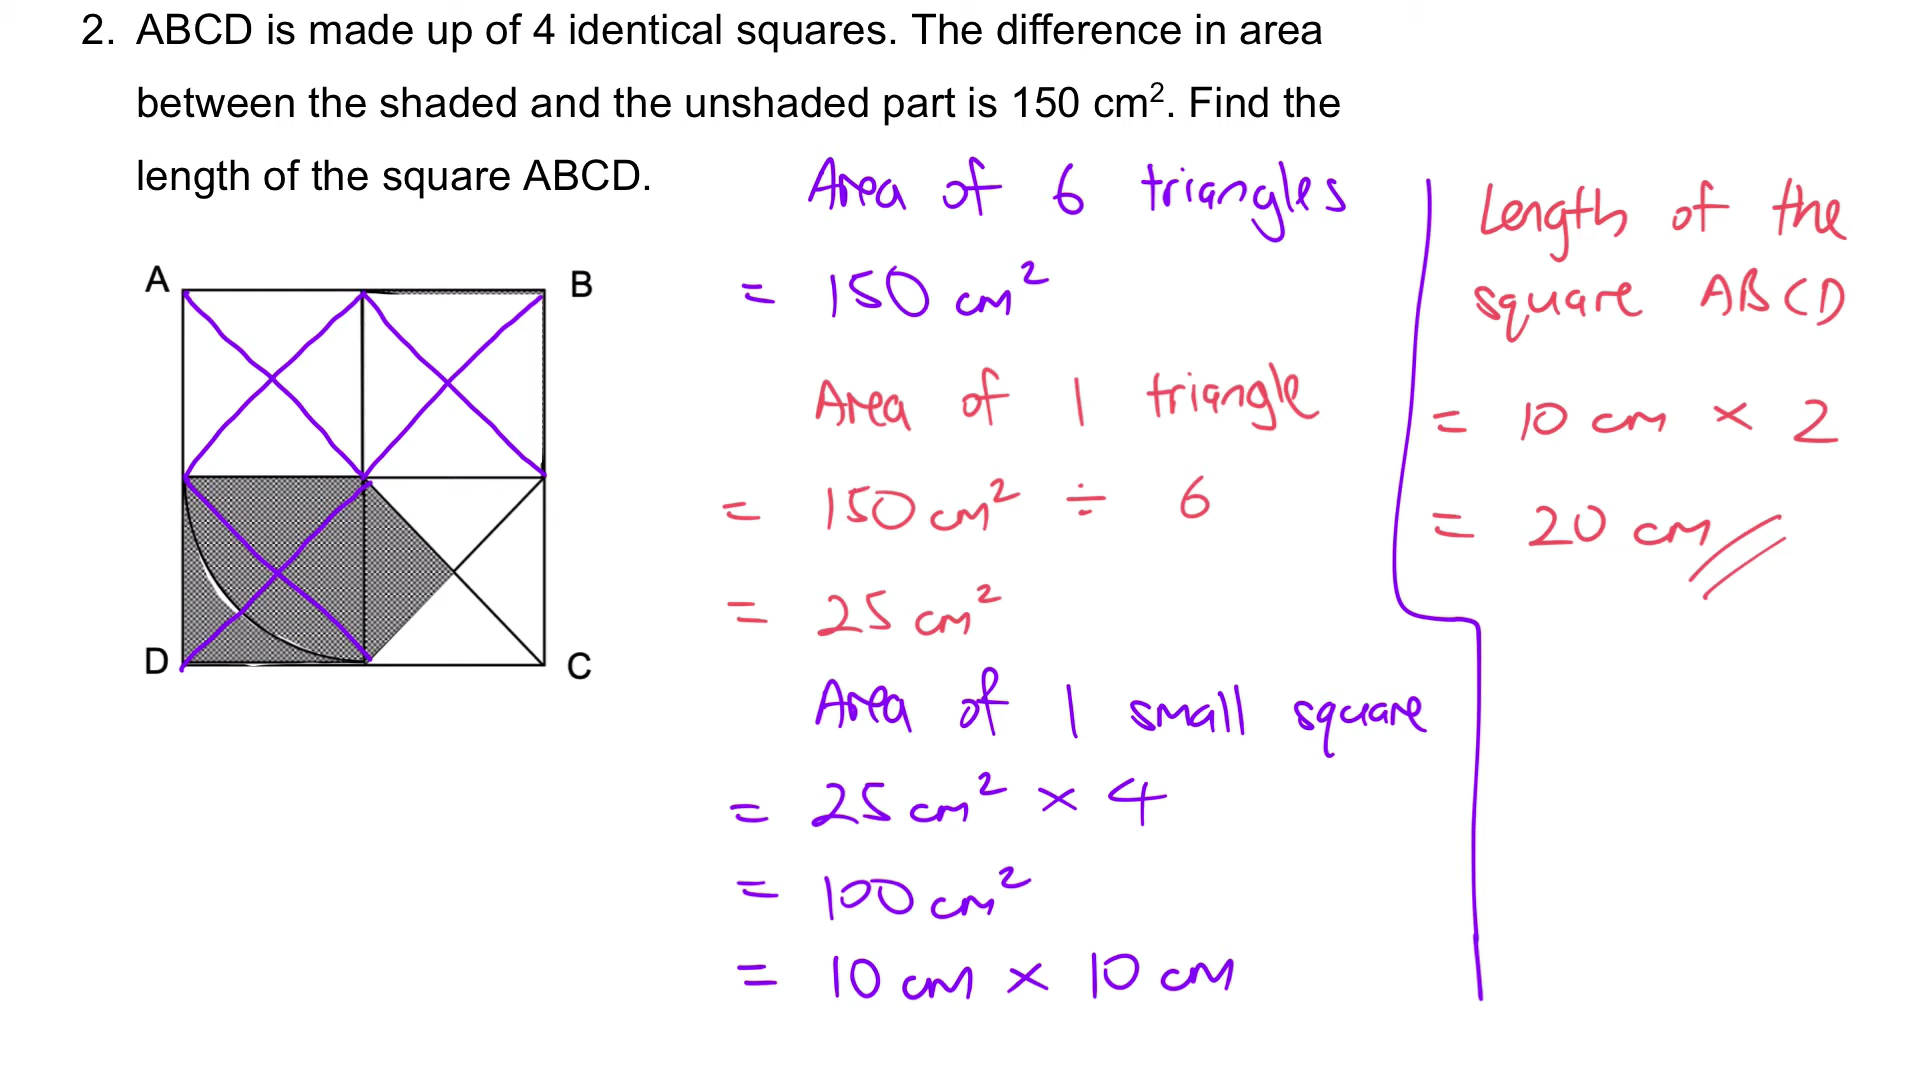 2. ABCD is made up of 4 identical squares. The difference in area
between the shaded and the unshaded part is 150 cm². Find the
length of the square ABCD.
A
B
D
C
Area of 6 triangles
= 150 cm²
Area of 1 triangle
= 150 cm² ÷ 6
= 25 cm²
Area of 1 small square
= 25 cm² × 4
= 100 cm²
= 10 cm × 10 cm
Length of the
square ABCD
= 10 cm × 2
= 20 cm